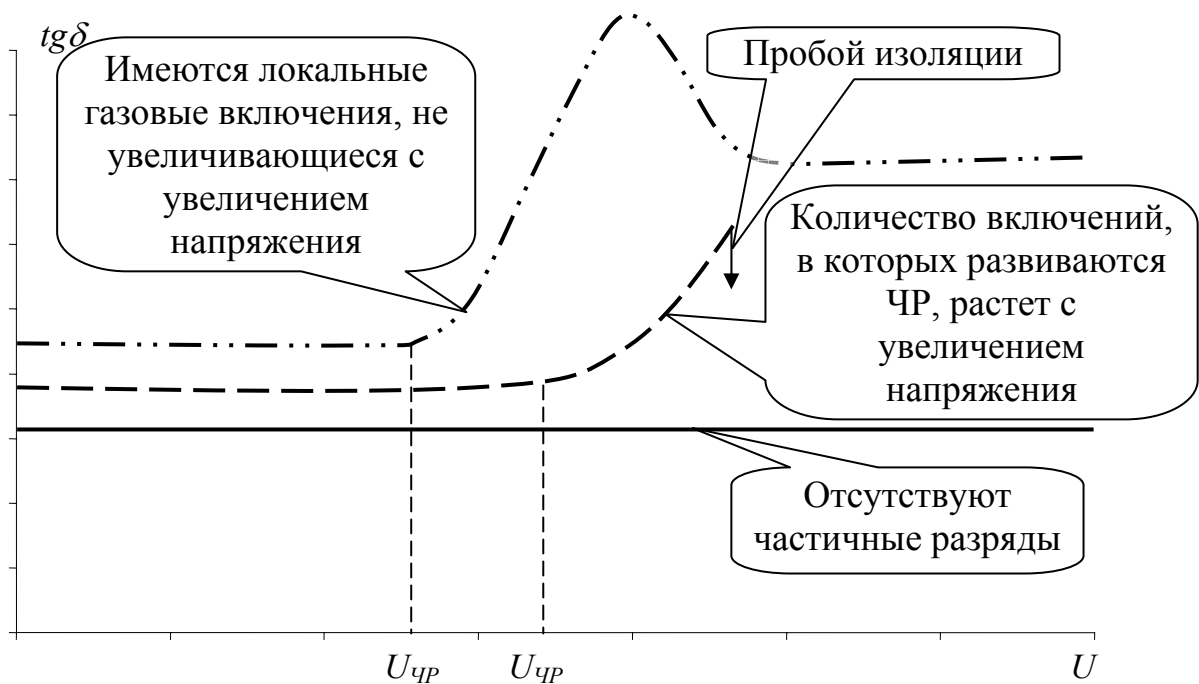 tgδ
Имеются локальные
газовые включения, не
увеличивающиеся с
увеличением
напряжения
Пробой изоляции
Количество включений,
в которых развиваются
ЧР, растет с
увеличением
напряжения
Отсутствуют
частичные разряды
UЧР UЧР U